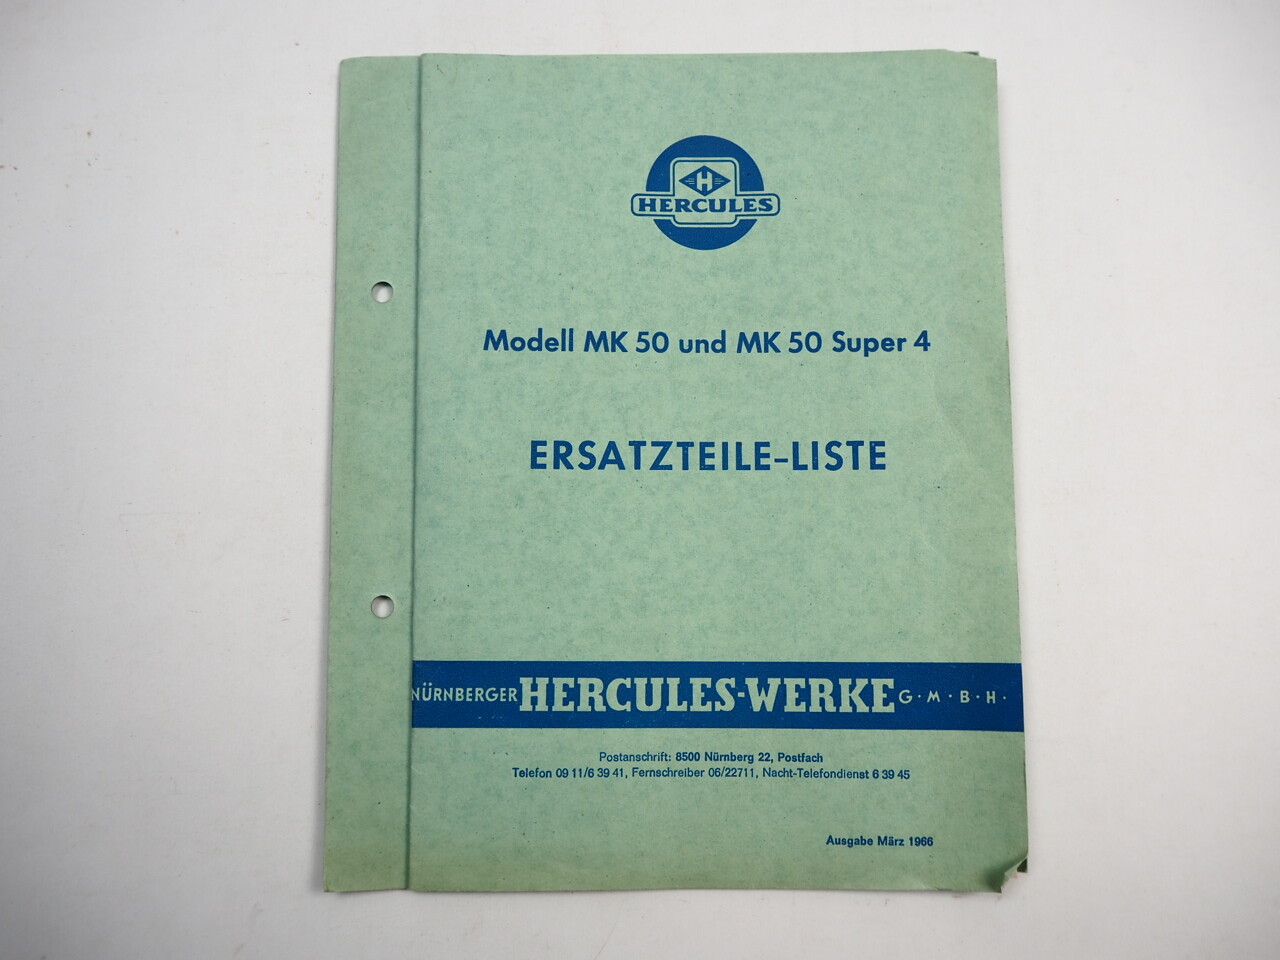 H
HERCULES
Modell MK 50 und MK 50 Super 4
ERSATZTEILE-LISTE
NÜRNBERGER HERCULES-WERKE G·M·B·H·
Postanschrift: 8500 Nürnberg 22, Postfach
Telefon 09 11/6 39 41, Fernschreiber 06/22711, Nacht-Telefondienst 6 39 45
Ausgabe März 1966